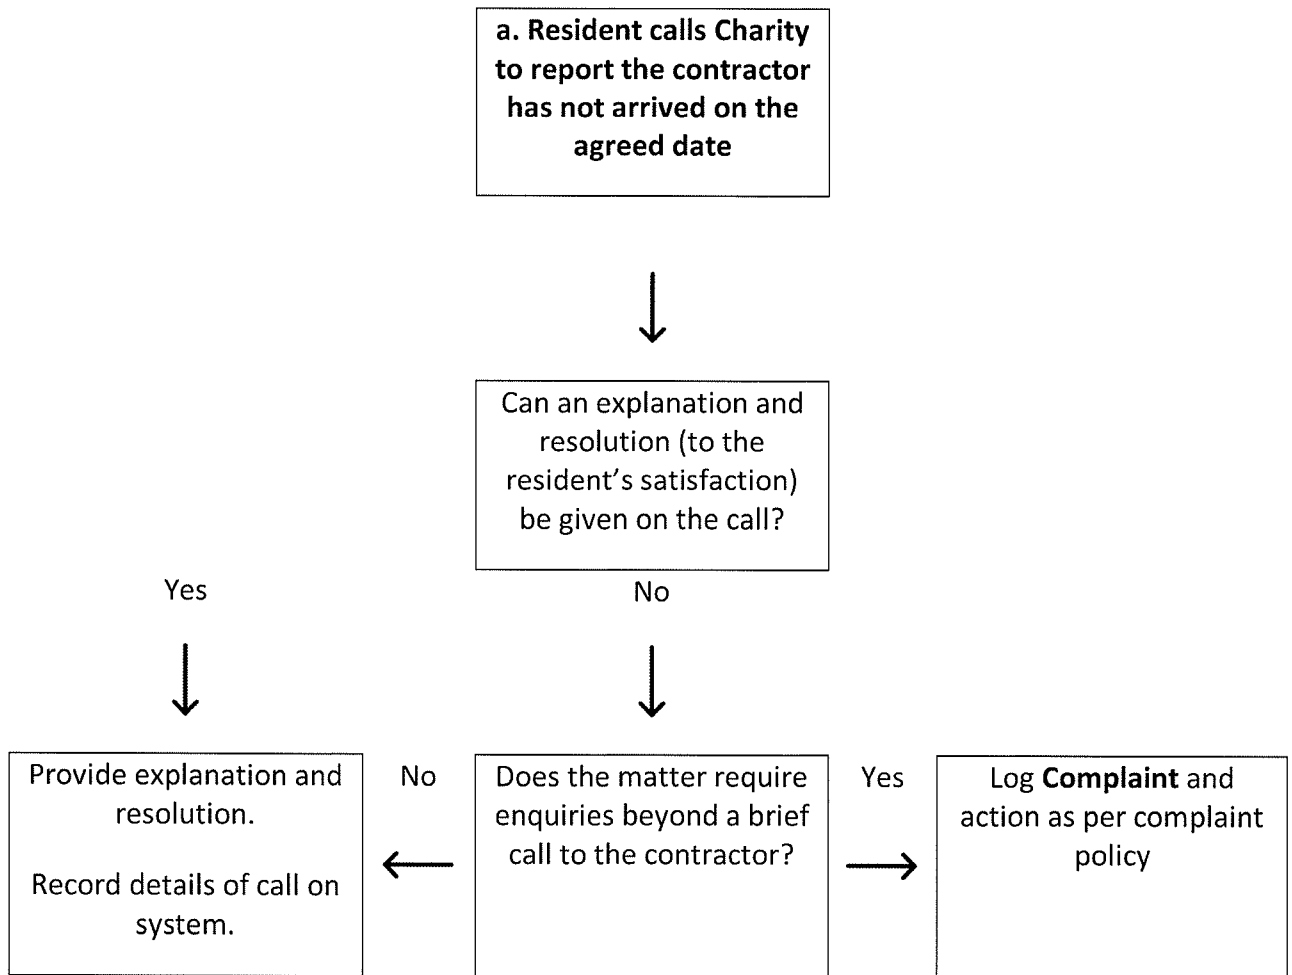 a. Resident calls Charity
to report the contractor
has not arrived on the
agreed date
Can an explanation and
resolution (to the
resident's satisfaction)
be given on the call?
Yes
No
Provide explanation and
resolution.
Record details of call on
system.
No
Does the matter require
enquiries beyond a brief
call to the contractor?
Yes
Log Complaint and
action as per complaint
policy